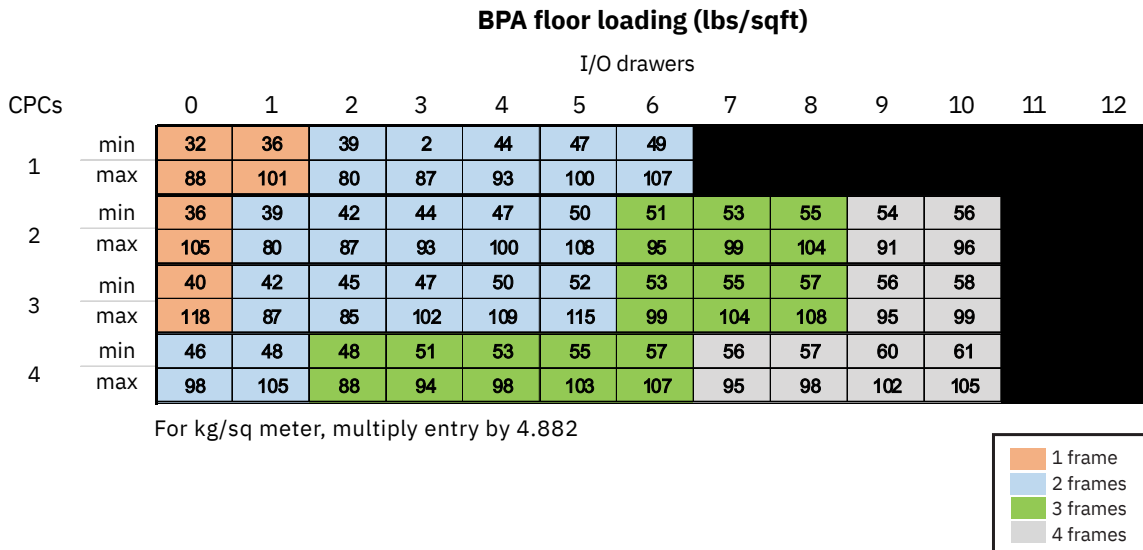 BPA floor loading (lbs/sqft)
I/O drawers
CPCs 0 1 2 3 4 5 6 7 8 9 10 11 12
1 min 32 36 39 2 44 47 49
max 88 101 80 87 93 100 107
2 min 36 39 42 44 47 50 51 53 55 54 56
max 105 80 87 93 100 108 95 99 104 91 96
3 min 40 42 45 47 50 52 53 55 57 56 58
max 118 87 85 102 109 115 99 104 108 95 99
4 min 46 48 48 51 53 55 57 56 57 60 61
max 98 105 88 94 98 103 107 95 98 102 105
For kg/sq meter, multiply entry by 4.882
1 frame
2 frames
3 frames
4 frames